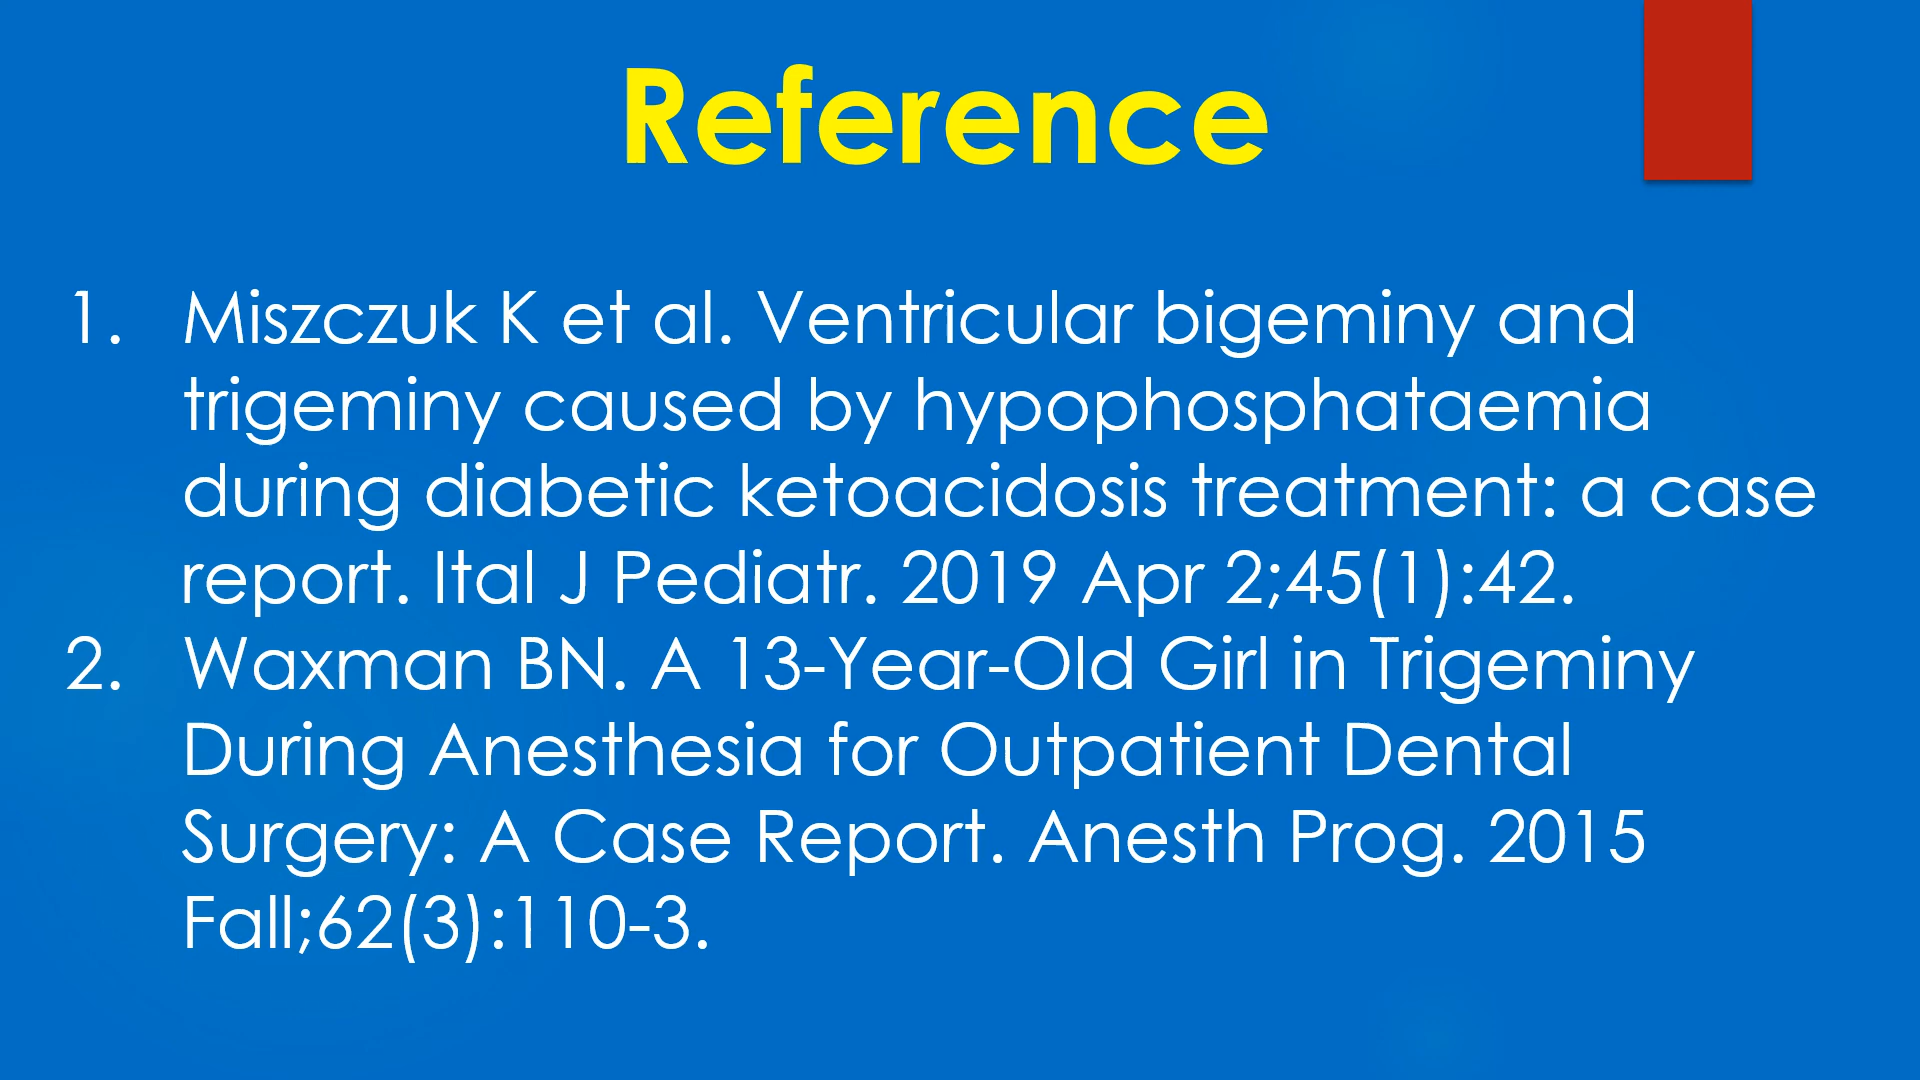 Reference
1. Miszczuk K et al. Ventricular bigeminy and
trigeminy caused by hypophosphataemia
during diabetic ketoacidosis treatment: a case
report. Ital J Pediatr. 2019 Apr 2;45(1):42.
2. Waxman BN. A 13-Year-Old Girl in Trigeminy
During Anesthesia for Outpatient Dental
Surgery: A Case Report. Anesth Prog. 2015
Fall;62(3):110-3.